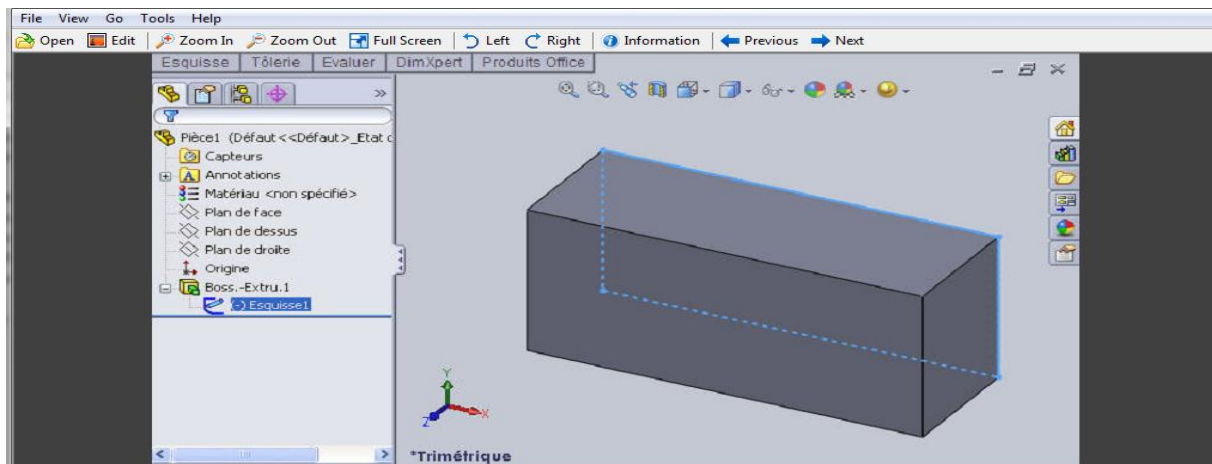 File View Go Tools Help
Open Edit Zoom In Zoom Out Full Screen Left Right Information Previous Next
Esquisse Tôlerie Evaluer DimXpert Produits Office
Pièce1 (Défaut<<Défaut>_Etat d
Capteurs
Annotations
Matériau <non spécifié>
Plan de face
Plan de dessus
Plan de droite
Origine
Boss.-Extru.1
(-) Esquisse1
Y
X
Z
*Trimétrique